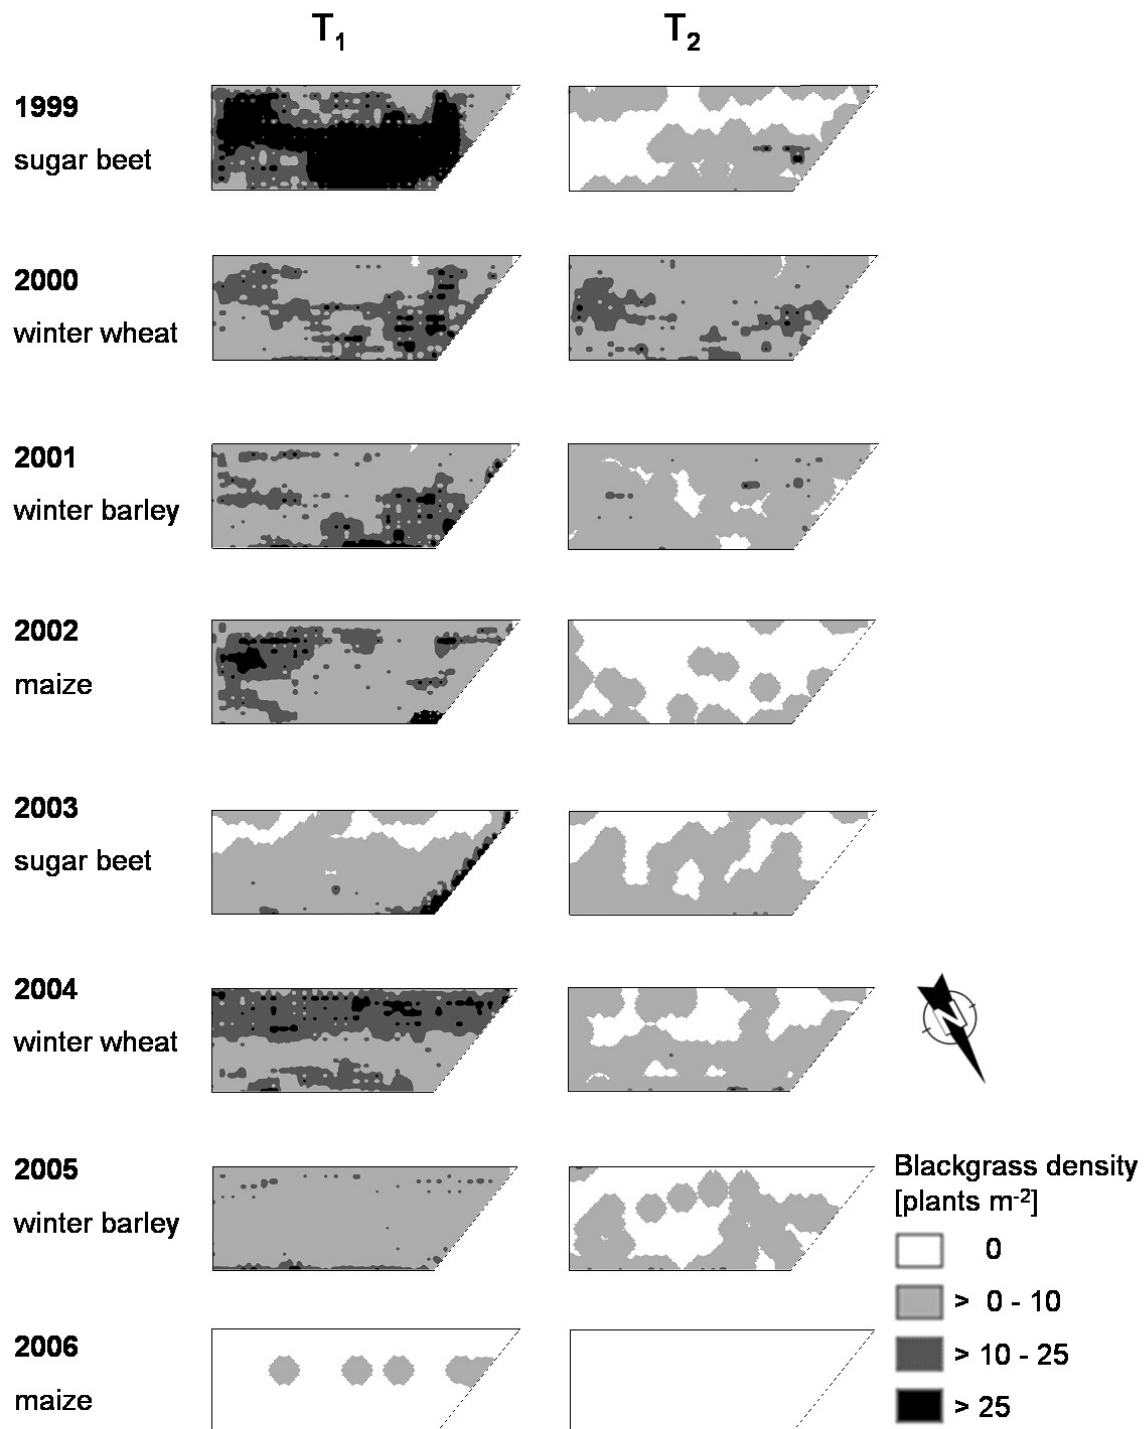 T₁ T₂
1999
sugar beet
2000
winter wheat
2001
winter barley
2002
maize
2003
sugar beet
2004
winter wheat
2005
winter barley
Blackgrass density
[plants m⁻²]
0
> 0 - 10
> 10 - 25
> 25
2006
maize